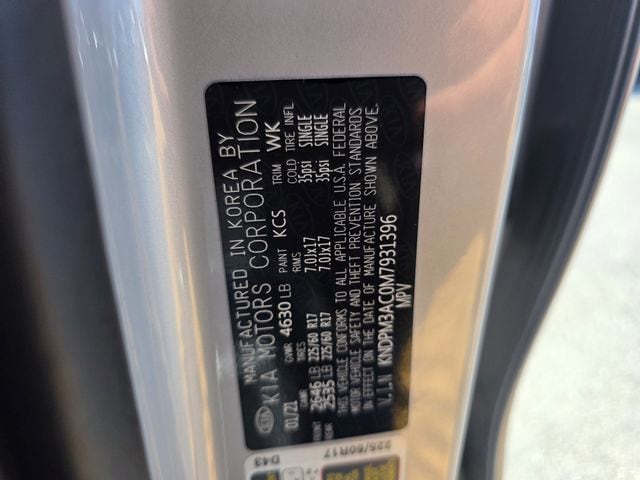 MANUFACTURED IN KOREA BY
KIA KIA MOTORS CORPORATION
01/21 GVWR 4630 LB PAINT KCS TRIM WK
GAWR TIRES RIMS COLD TIRE INFL
FRONT 2646 LB 225/60 R17 7.0Jx17 35psi SINGLE
REAR 2535 LB 225/60 R17 7.0Jx17 35psi SINGLE
THIS VEHICLE CONFORMS TO ALL APPLICABLE U.S.A. FEDERAL
MOTOR VEHICLE SAFETY AND THEFT PREVENTION STANDARDS
IN EFFECT ON THE DATE OF MANUFACTURE SHOWN ABOVE.
V.I.N KNDPM3AC0M7931396
MPV
D43
225/60R17